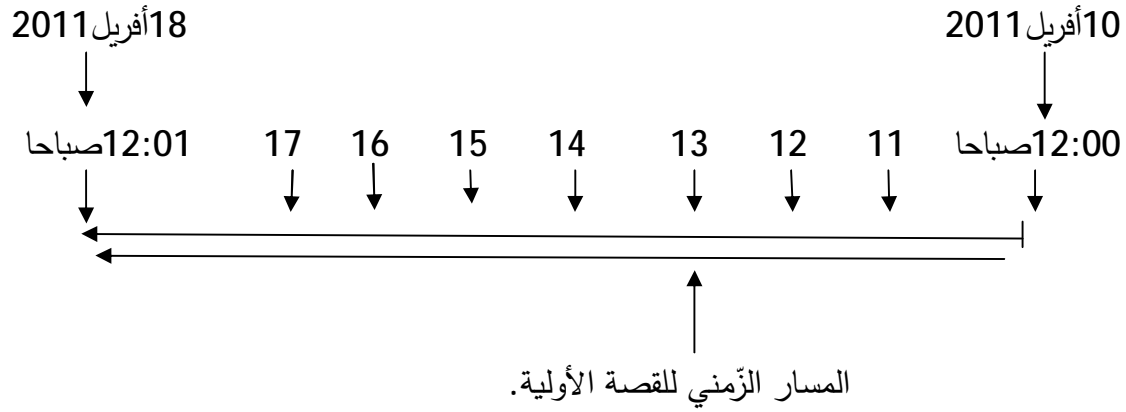 10أفريل2011 18أفريل2011
12:00صباحا 11 12 13 14 15 16 17 12:01صباحا
المسار الزّمني للقصة الأولية.